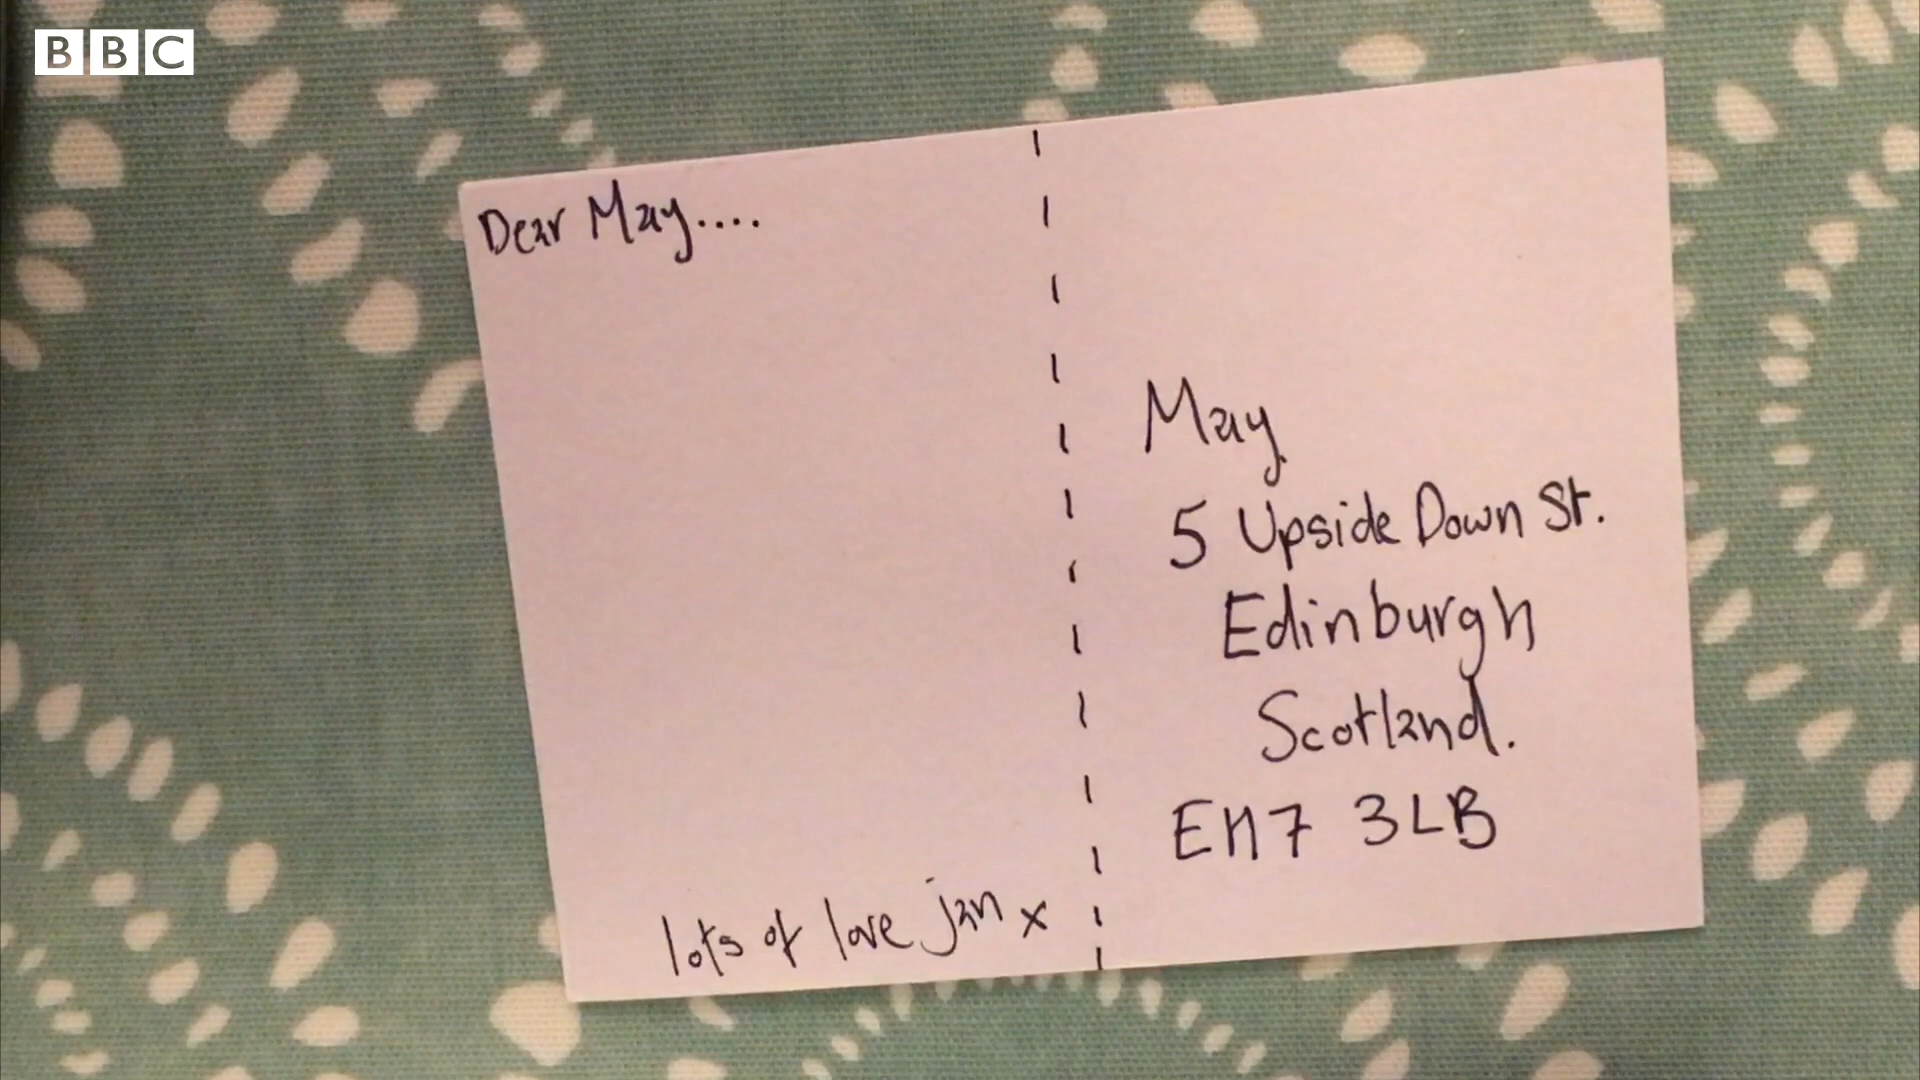 BBC
Dear May....
lots of love jan x
May
5 Upside Down St.
Edinburgh
Scotland.
EH7 3LB